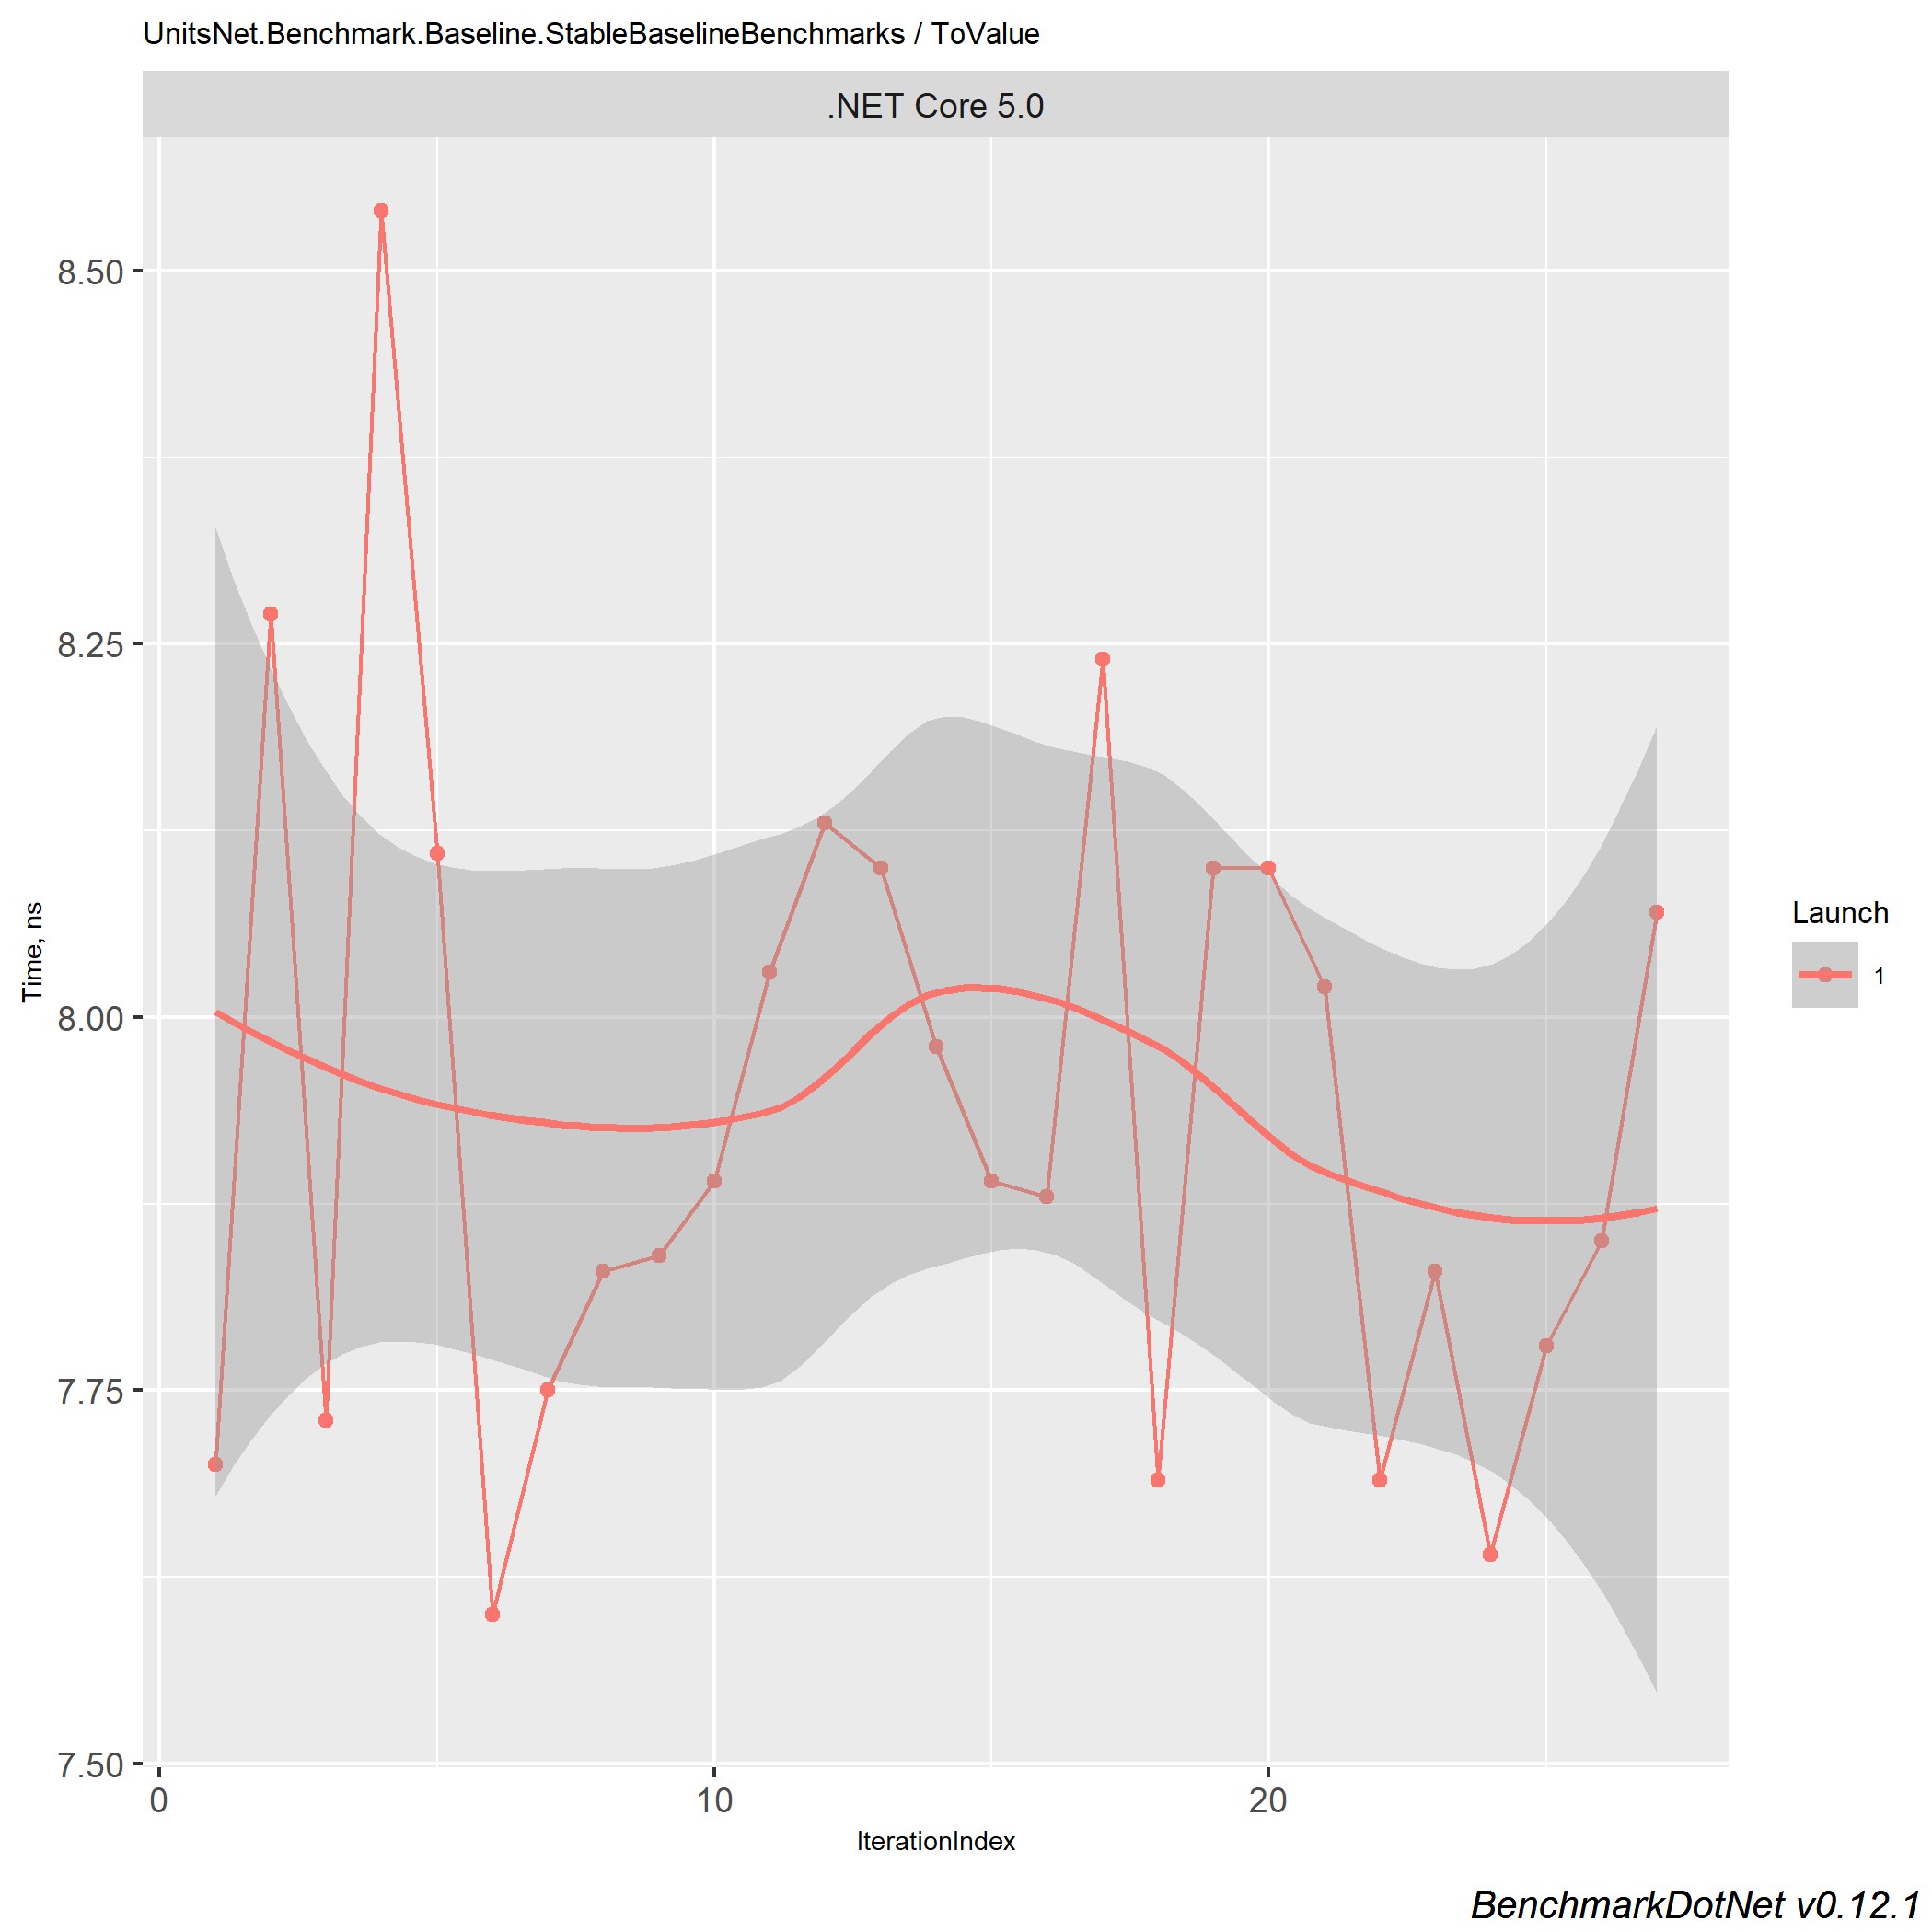 UnitsNet.Benchmark.Baseline.StableBaselineBenchmarks / ToValue
.NET Core 5.0
8.50
8.25
8.00
7.75
7.50
Time, ns
0 10 20
IterationIndex
Launch
1
BenchmarkDotNet v0.12.1